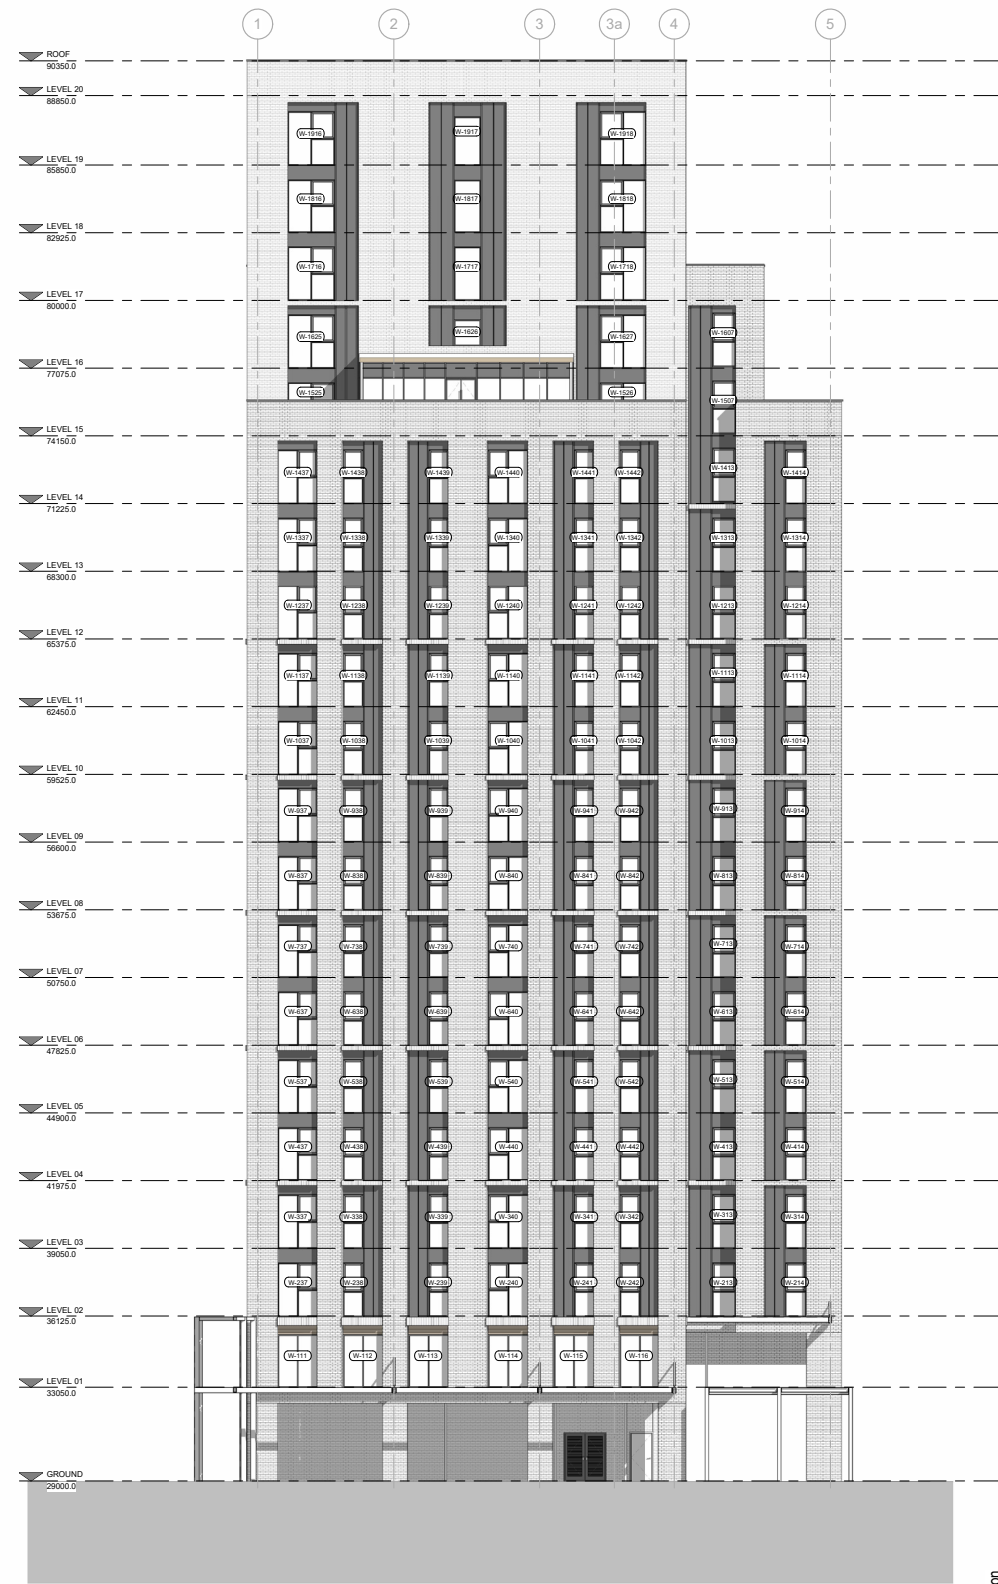 1 2 3 3a 4 5
ROOF
90350.0
LEVEL 20
88850.0
W-1916 W-1917 W-1918
LEVEL 19
85850.0
W-1816 W-1817 W-1818
LEVEL 18
82925.0
W-1716 W-1717 W-1718
LEVEL 17
80000.0
W-1625 W-1626 W-1627 W-1607
LEVEL 16
77075.0
W-1525 W-1526 W-1507
LEVEL 15
74150.0
W-1437 W-1438 W-1439 W-1440 W-1441 W-1442 W-1413 W-1414
LEVEL 14
71225.0
W-1337 W-1338 W-1339 W-1340 W-1341 W-1342 W-1313 W-1314
LEVEL 13
68300.0
W-1237 W-1238 W-1239 W-1240 W-1241 W-1242 W-1213 W-1214
LEVEL 12
65375.0
W-1137 W-1138 W-1139 W-1140 W-1141 W-1142 W-1113 W-1114
LEVEL 11
62450.0
W-1037 W-1038 W-1039 W-1040 W-1041 W-1042 W-1013 W-1014
LEVEL 10
59525.0
W-937 W-938 W-939 W-940 W-941 W-942 W-913 W-914
LEVEL 09
56600.0
W-837 W-838 W-839 W-840 W-841 W-842 W-813 W-814
LEVEL 08
53675.0
W-737 W-738 W-739 W-740 W-741 W-742 W-713 W-714
LEVEL 07
50750.0
W-637 W-638 W-639 W-640 W-641 W-642 W-613 W-614
LEVEL 06
47825.0
W-537 W-538 W-539 W-540 W-541 W-542 W-513 W-514
LEVEL 05
44900.0
W-437 W-438 W-439 W-440 W-441 W-442 W-413 W-414
LEVEL 04
41975.0
W-337 W-338 W-339 W-340 W-341 W-342 W-313 W-314
LEVEL 03
39050.0
W-237 W-238 W-239 W-240 W-241 W-242 W-213 W-214
LEVEL 02
36125.0
W-111 W-112 W-113 W-114 W-115 W-116
LEVEL 01
33050.0
GROUND
29000.0
on